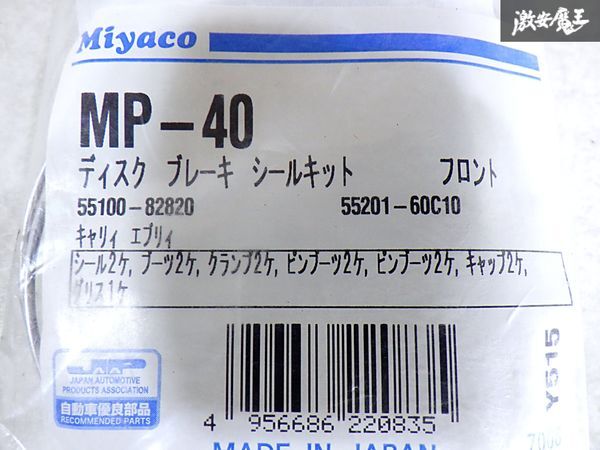 激安魔王
Miyaco
MP-40
ディスク ブレーキ シールキット フロント
55100-82820 55201-60C10
キャリィ エブリィ
シール2ケ, ブーツ2ケ, クランプ2ケ, ピンブーツ2ケ, ピンブーツ2ケ, キャップ2ケ,
グリス1ケ
JAPAN AUTOMOTIVE
PRODUCTS ASSOCIATION
自動車優良部品
RECOMMENDED PARTS
4 956686 220835
Y515
MADE IN JAPAN